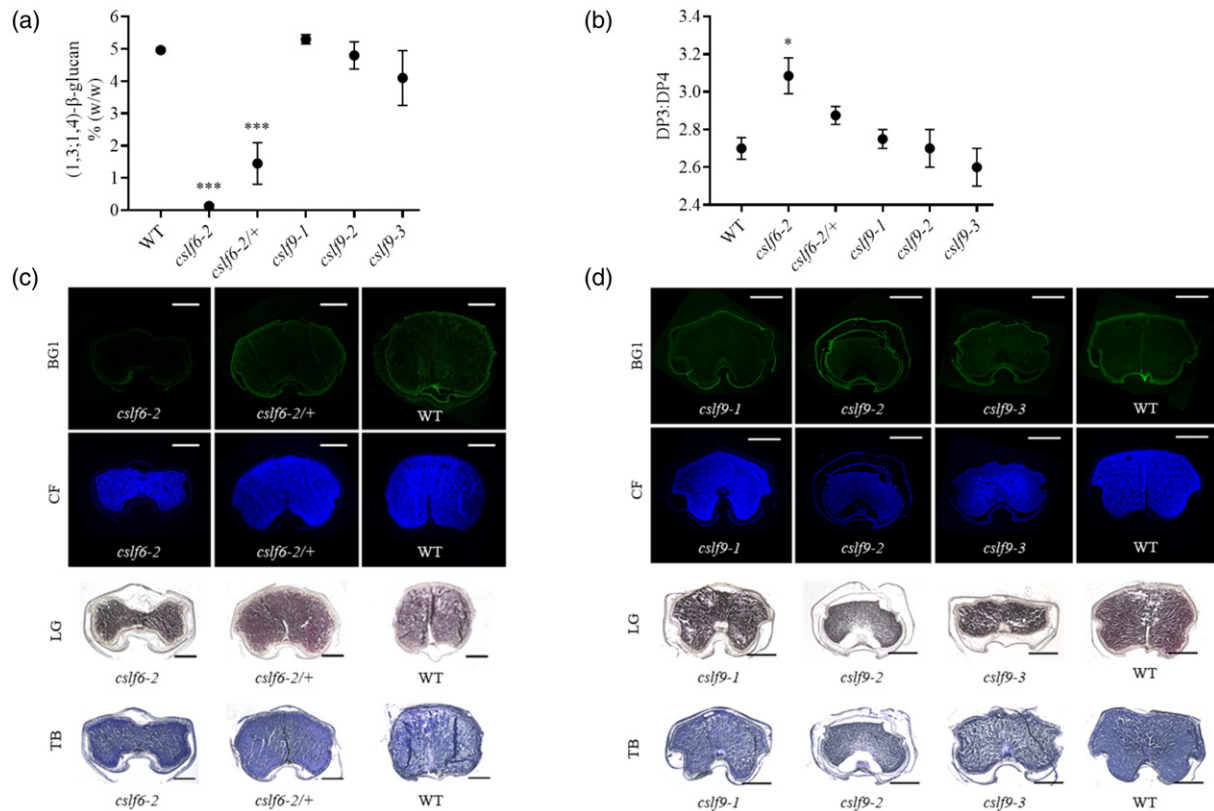 (a)
(1,3;1,4)-β-glucan
% (w/w)
6
5
4
3
2
1
0
***
***
WT
cslf6-2
cslf6-2/+
cslf9-1
cslf9-2
cslf9-3
(b)
DP3:DP4
3.4
3.2
3.0
2.8
2.6
2.4
*
WT
cslf6-2
cslf6-2/+
cslf9-1
cslf9-2
cslf9-3
(c)
BG1
cslf6-2 cslf6-2/+ WT
CF
cslf6-2 cslf6-2/+ WT
LG
cslf6-2 cslf6-2/+ WT
TB
cslf6-2 cslf6-2/+ WT
(d)
BG1
cslf9-1 cslf9-2 cslf9-3 WT
CF
cslf9-1 cslf9-2 cslf9-3 WT
LG
cslf9-1 cslf9-2 cslf9-3 WT
TB
cslf9-1 cslf9-2 cslf9-3 WT